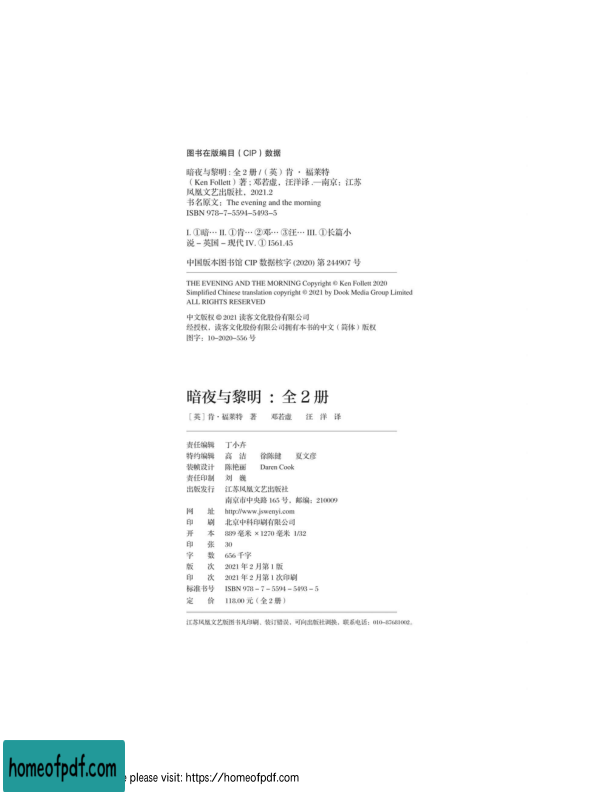 图书在版编目（CIP）数据
暗夜与黎明 : 全 2 册 /（英）肯 · 福莱特
（Ken Follett）著 ; 邓若虚，汪洋译 .—南京：江苏
凤凰文艺出版社，2021.2
书名原文：The evening and the morning
ISBN 978-7-5594-5493-5
I. ①暗… II. ①肯… ②邓… ③汪… III. ①长篇小
说 – 英国 – 现代 IV. ① I561.45
中国版本图书馆 CIP 数据核字 (2020) 第 244907 号
THE EVENING AND THE MORNING Copyright © Ken Follett 2020
Simplified Chinese translation copyright © 2021 by Dook Media Group Limited
ALL RIGHTS RESERVED
中文版权 © 2021 读客文化股份有限公司
经授权，读客文化股份有限公司拥有本书的中文（简体）版权
图字：10-2020-556 号
暗夜与黎明 : 全 2 册
［英］肯 · 福莱特 著 邓若虚 汪 洋 译
责任编辑 丁小卉
特约编辑 高 洁 徐陈健 夏文彦
装帧设计 陈艳丽 Daren Cook
责任印制 刘 巍
出版发行 江苏凤凰文艺出版社
南京市中央路 165 号，邮编：210009
网 址 http://www.jswenyi.com
印 刷 北京中科印刷有限公司
开 本 889 毫米 × 1270 毫米 1/32
印 张 30
字 数 656 千字
版 次 2021 年 2 月第 1 版
印 次 2021 年 2 月第 1 次印刷
标准书号 ISBN 978 – 7 – 5594 – 5493 – 5
定 价 118.00 元（全 2 册）
江苏凤凰文艺版图书凡印刷、装订错误，可向出版社调换，联系电话：010-87681002。
homeofpdf.com
please visit: https://homeofpdf.com